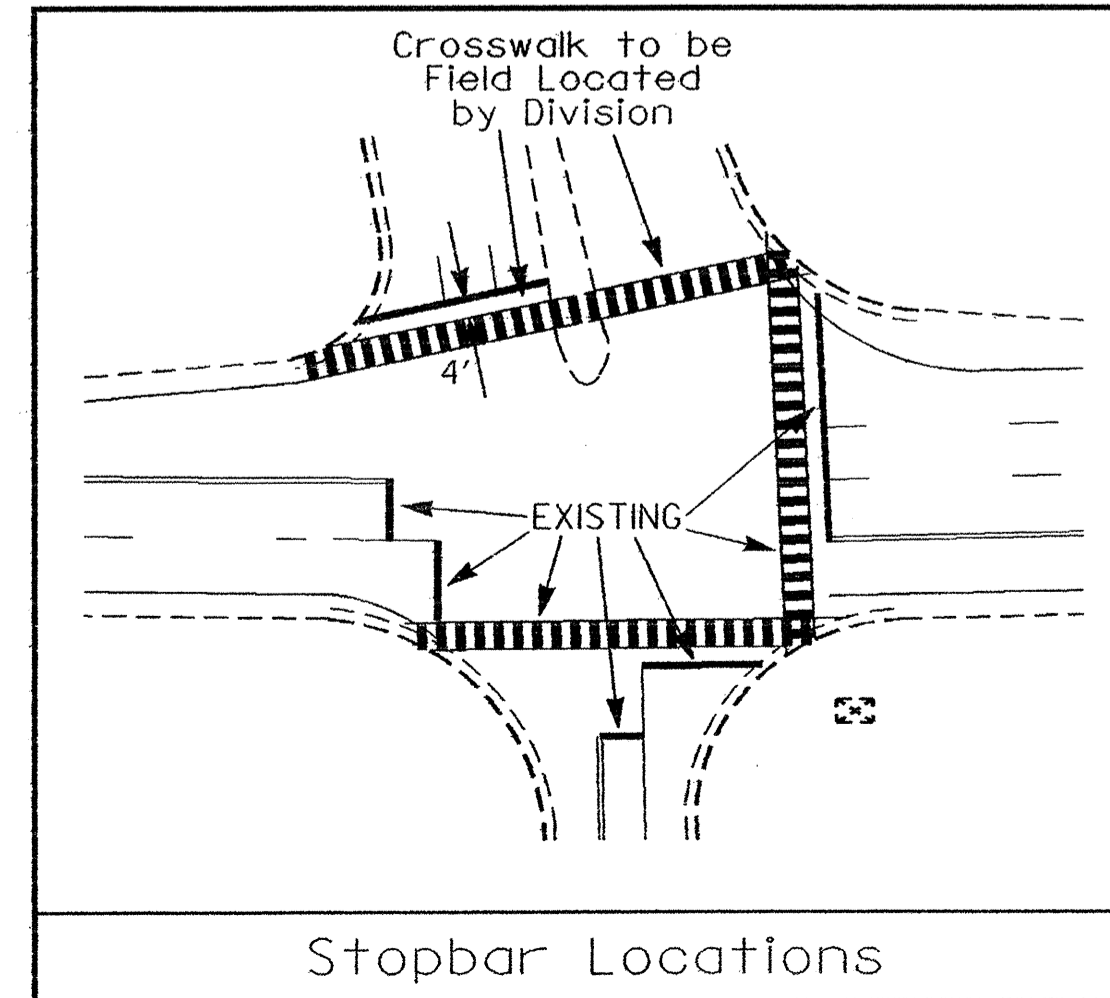 Crosswalk to be
Field Located
by Division
4'
EXISTING
Stopbar Locations